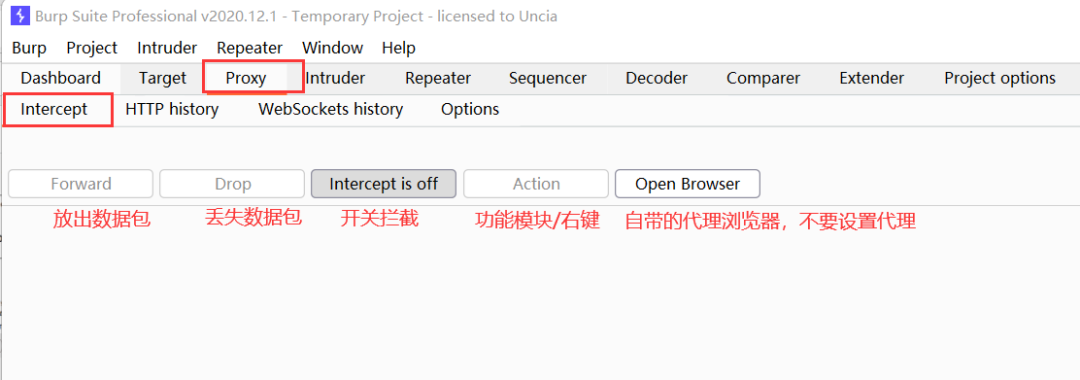 Burp Suite Professional v2020.12.1 - Temporary Project - licensed to Uncia
Burp Project Intruder Repeater Window Help
Dashboard Target Proxy Intruder Repeater Sequencer Decoder Comparer Extender Project options
Intercept HTTP history WebSockets history Options
Forward Drop Intercept is off Action Open Browser
放出数据包 丢失数据包 开关拦截 功能模块/右键 自带的代理浏览器，不要设置代理